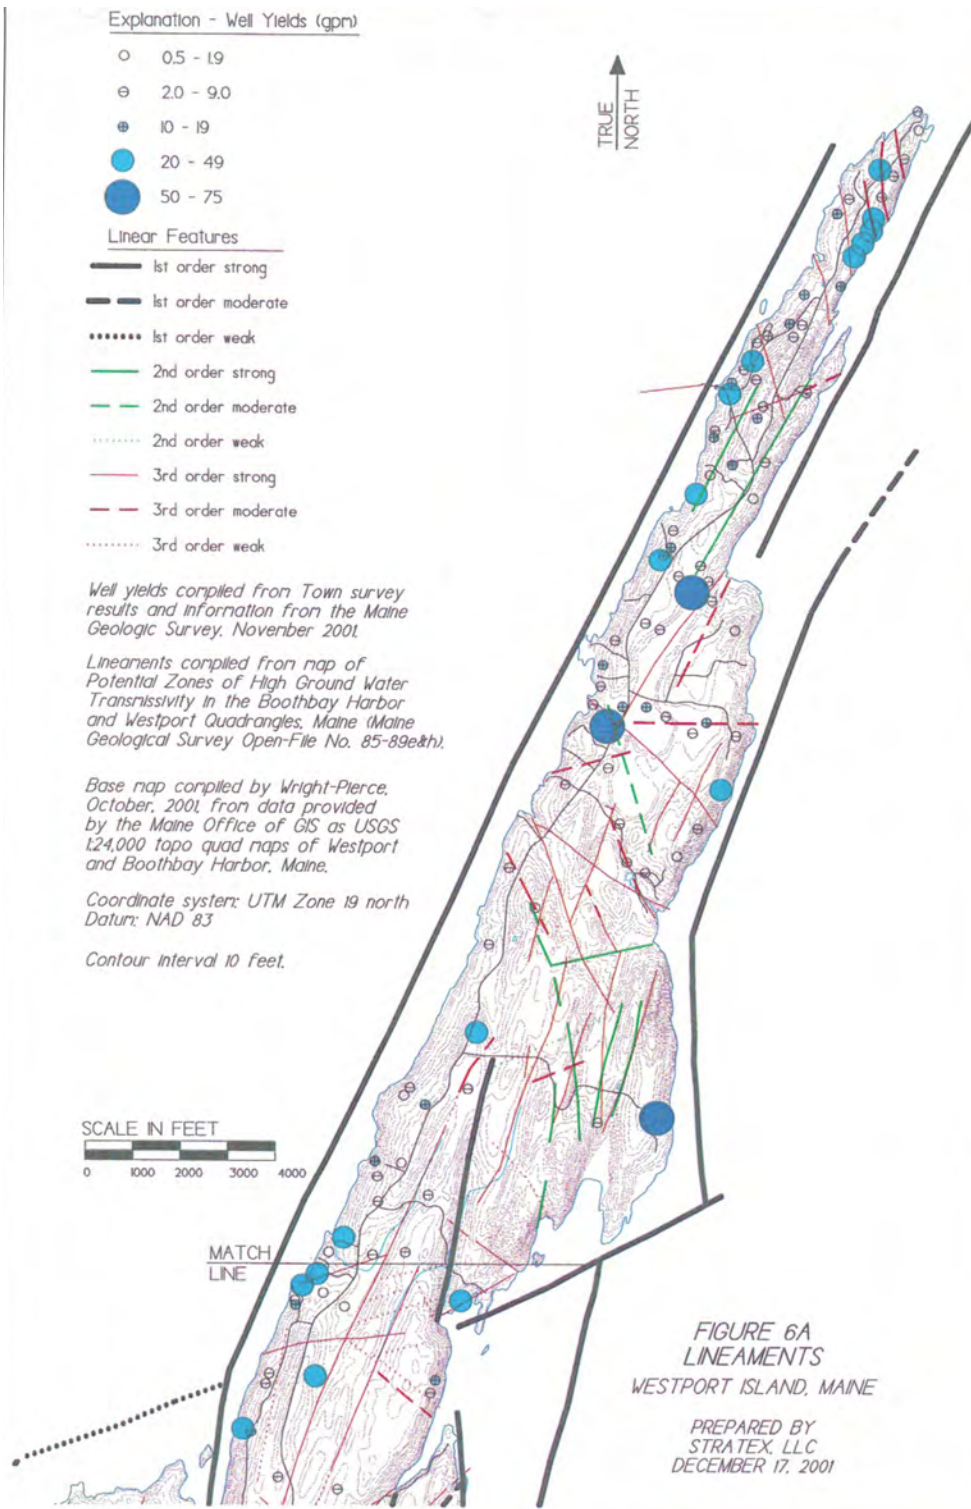 Explanation - Well Yields (gpm)
0.5 - 1.9
2.0 - 9.0
10 - 19
20 - 49
50 - 75
Linear Features
1st order strong
1st order moderate
1st order weak
2nd order strong
2nd order moderate
2nd order weak
3rd order strong
3rd order moderate
3rd order weak
Well yields compiled from Town survey
results and information from the Maine
Geologic Survey, November 2001.
Lineaments compiled from map of
Potential Zones of High Ground Water
Transmissivity in the Boothbay Harbor
and Westport Quadrangles, Maine (Maine
Geological Survey Open-File No. 85-89e&h).
Base map compiled by Wright-Pierce,
October, 2001, from data provided
by the Maine Office of GIS as USGS
1:24,000 topo quad maps of Westport
and Boothbay Harbor, Maine.
Coordinate system: UTM Zone 19 north
Datum: NAD 83
Contour interval 10 feet.
TRUE
NORTH
SCALE IN FEET
0 1000 2000 3000 4000
MATCH
LINE
FIGURE 6A
LINEAMENTS
WESTPORT ISLAND, MAINE
PREPARED BY
STRATEX, LLC
DECEMBER 17, 2001